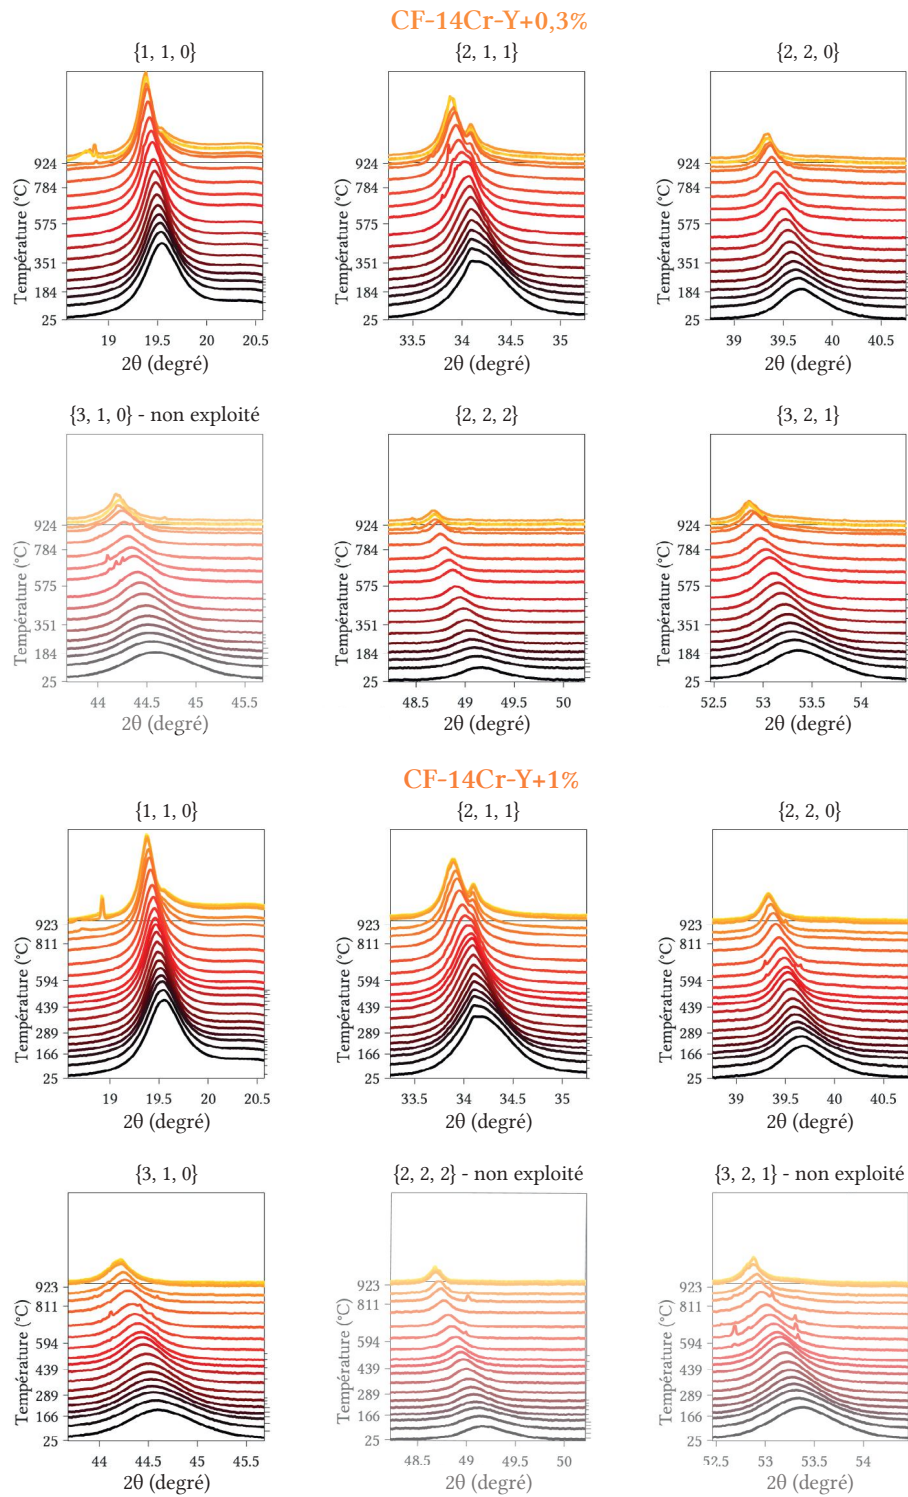 CF-14Cr-Y+0,3%
{1, 1, 0} {2, 1, 1} {2, 2, 0}
Température (°C) Température (°C) Température (°C)
924 924 924
784 784 784
575 575 575
351 351 351
184 184 184
25 25 25
19 19.5 20 20.5 33.5 34 34.5 35 39 39.5 40 40.5
2θ (degré) 2θ (degré) 2θ (degré)
{3, 1, 0} - non exploité {2, 2, 2} {3, 2, 1}
Température (°C) Température (°C) Température (°C)
924 924 924
784 784 784
575 575 575
351 351 351
184 184 184
25 25 25
44 44.5 45 45.5 48.5 49 49.5 50 52.5 53 53.5 54
2θ (degré) 2θ (degré) 2θ (degré)
CF-14Cr-Y+1%
{1, 1, 0} {2, 1, 1} {2, 2, 0}
Température (°C) Température (°C) Température (°C)
923 923 923
811 811 811
594 594 594
439 439 439
289 289 289
166 166 166
25 25 25
19 19.5 20 20.5 33.5 34 34.5 35 39 39.5 40 40.5
2θ (degré) 2θ (degré) 2θ (degré)
{3, 1, 0} {2, 2, 2} - non exploité {3, 2, 1} - non exploité
Température (°C) Température (°C) Température (°C)
923 923 923
811 811 811
594 594 594
439 439 439
289 289 289
166 166 166
25 25 25
44 44.5 45 45.5 48.5 49 49.5 50 52.5 53 53.5 54
2θ (degré) 2θ (degré) 2θ (degré)